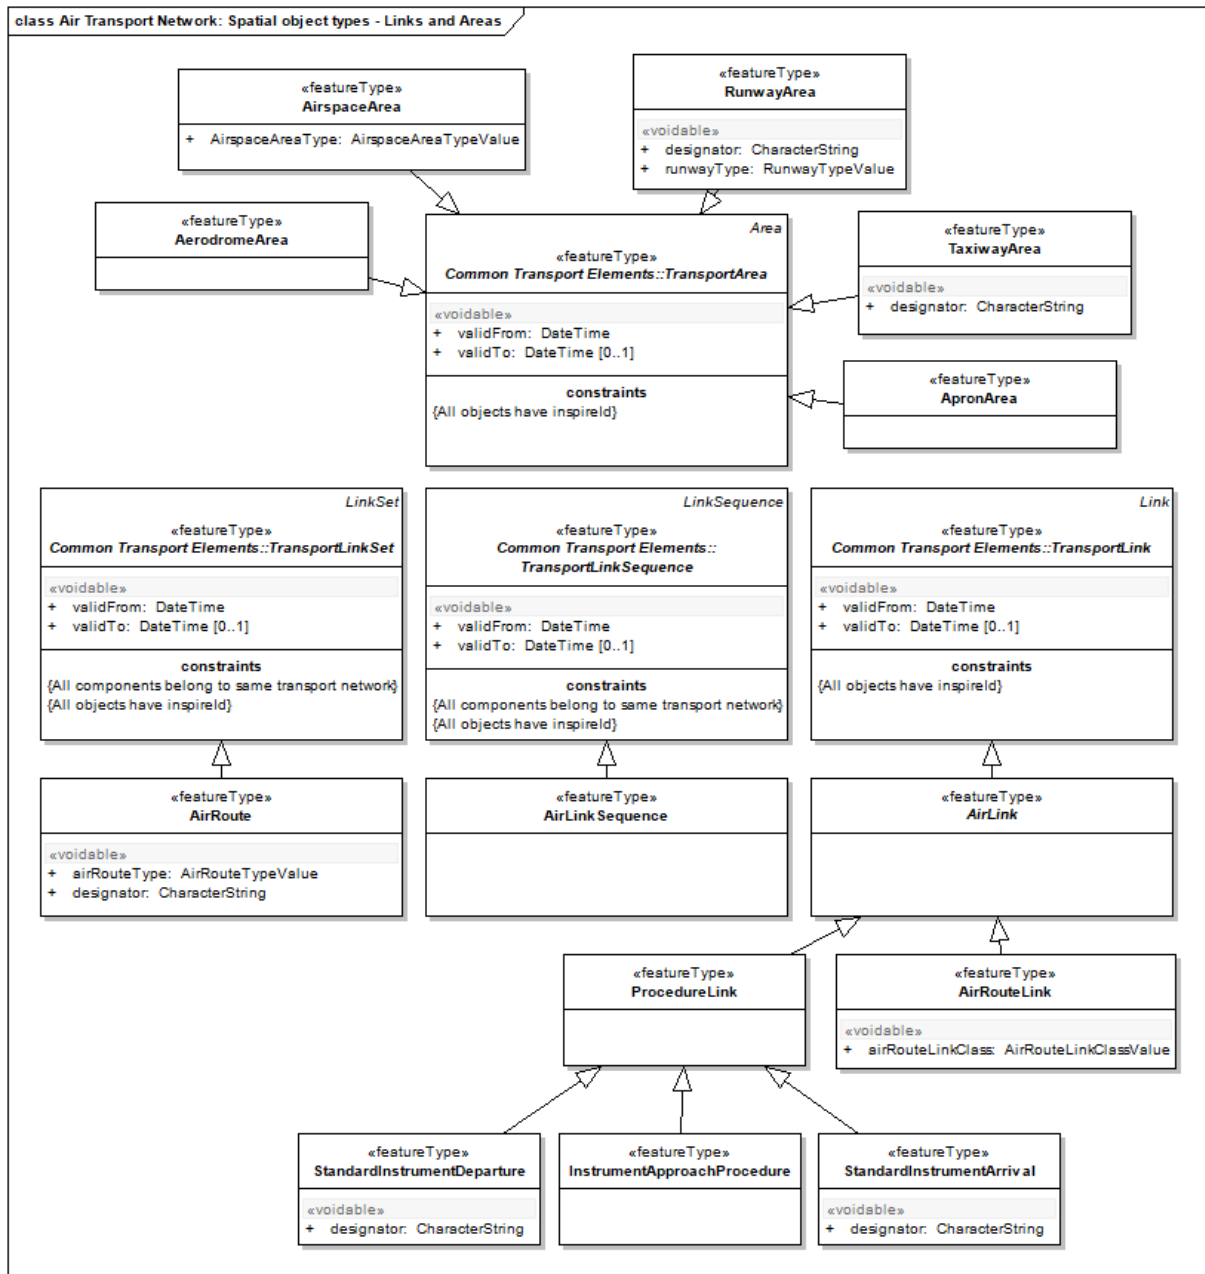 class Air Transport Network: Spatial object types - Links and Areas
«featureType»
AirspaceArea
+ AirspaceAreaType: AirspaceAreaTypeValue
«featureType»
RunwayArea
«voidable»
+ designator: CharacterString
+ runwayType: RunwayTypeValue
«featureType»
AerodromeArea
Area
«featureType»
Common Transport Elements::TransportArea
«voidable»
+ validFrom: DateTime
+ validTo: DateTime [0..1]
constraints
{All objects have inspireId}
«featureType»
TaxiwayArea
«voidable»
+ designator: CharacterString
«featureType»
ApronArea
LinkSet
«featureType»
Common Transport Elements::TransportLinkSet
«voidable»
+ validFrom: DateTime
+ validTo: DateTime [0..1]
constraints
{All components belong to same transport network}
{All objects have inspireId}
LinkSequence
«featureType»
Common Transport Elements::
TransportLinkSequence
«voidable»
+ validFrom: DateTime
+ validTo: DateTime [0..1]
constraints
{All components belong to same transport network}
{All objects have inspireId}
Link
«featureType»
Common Transport Elements::TransportLink
«voidable»
+ validFrom: DateTime
+ validTo: DateTime [0..1]
constraints
{All objects have inspireId}
«featureType»
AirRoute
«voidable»
+ airRouteType: AirRouteTypeValue
+ designator: CharacterString
«featureType»
AirLinkSequence
«featureType»
AirLink
«featureType»
ProcedureLink
«featureType»
AirRouteLink
«voidable»
+ airRouteLinkClass: AirRouteLinkClassValue
«featureType»
StandardInstrumentDeparture
«voidable»
+ designator: CharacterString
«featureType»
InstrumentApproachProcedure
«featureType»
StandardInstrumentArrival
«voidable»
+ designator: CharacterString